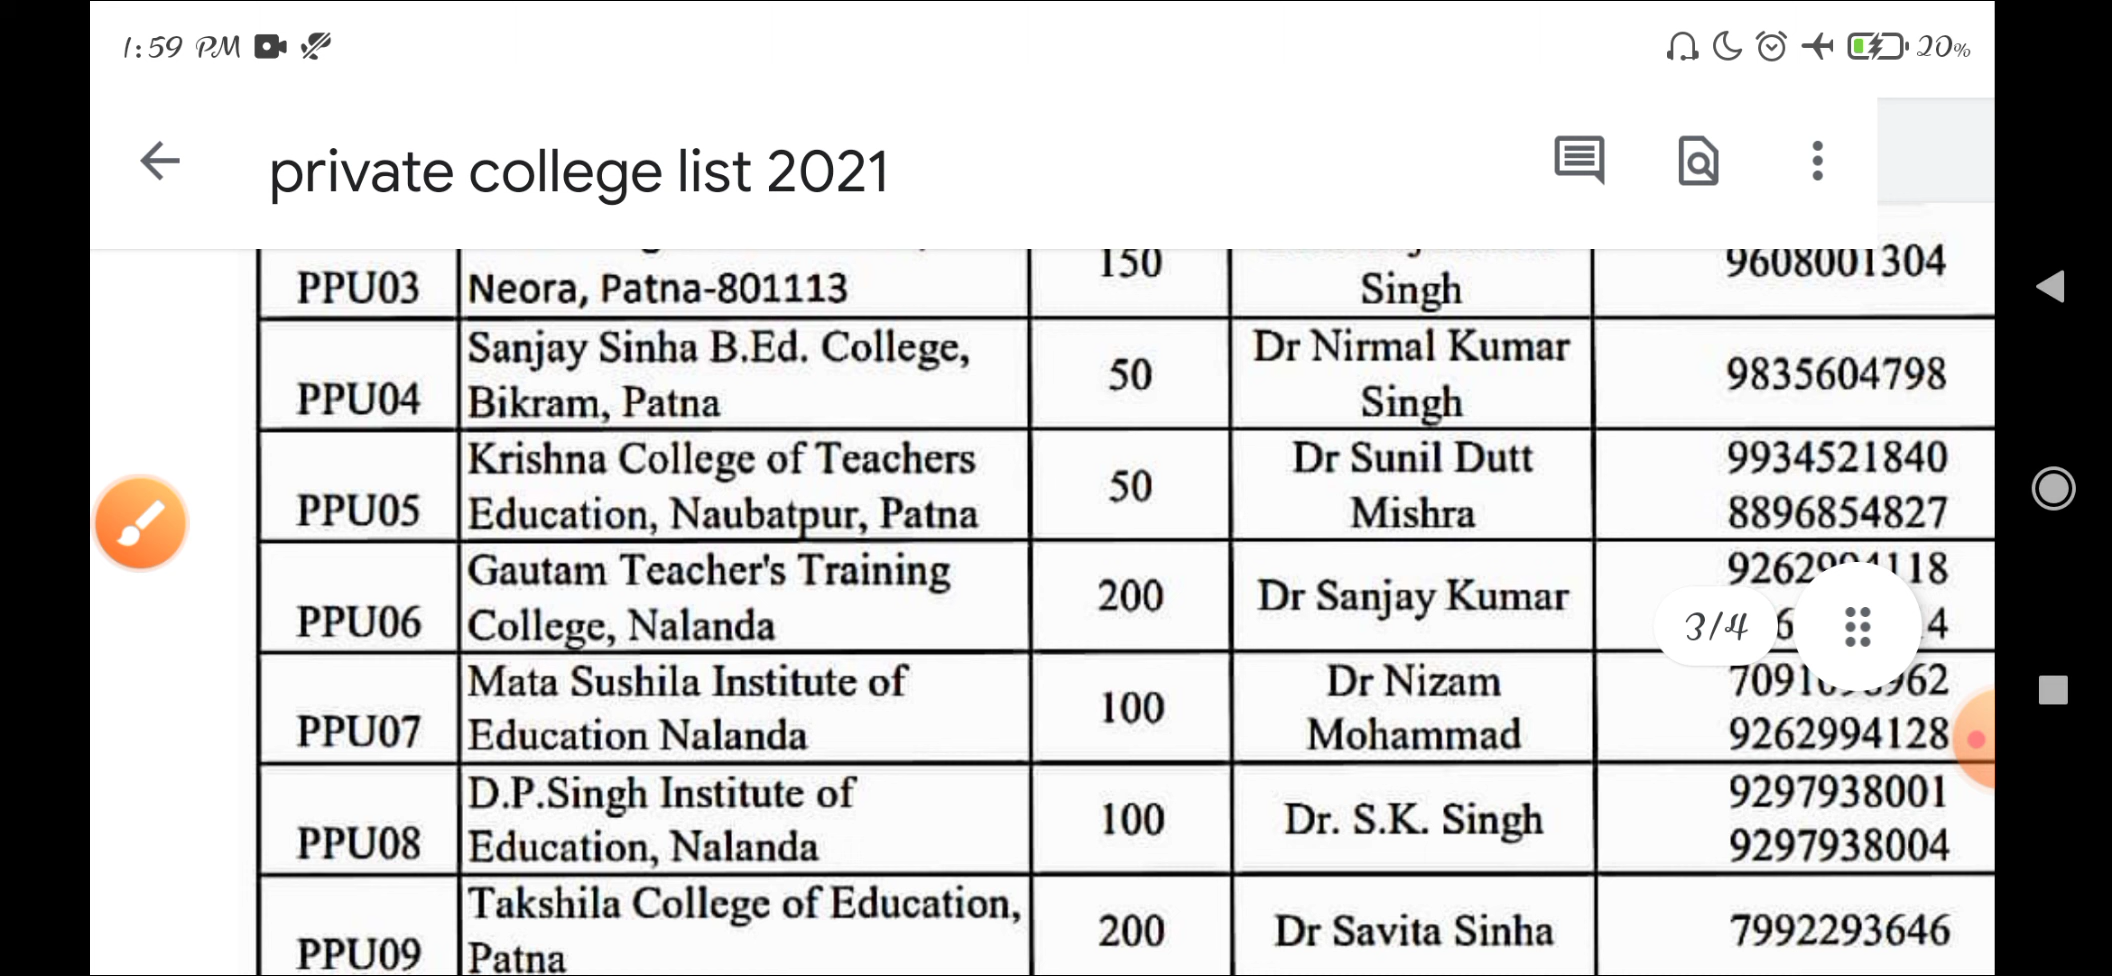 1:59 PM
20%
private college list 2021
PPU03 Neora, Patna-801113 150 Singh 9608001304
Sanjay Sinha B.Ed. College, Dr Nirmal Kumar
PPU04 Bikram, Patna 50 Singh 9835604798
Krishna College of Teachers Dr Sunil Dutt 9934521840
PPU05 Education, Naubatpur, Patna 50 Mishra 8896854827
Gautam Teacher's Training
PPU06 College, Nalanda 200 Dr Sanjay Kumar
3/4
Mata Sushila Institute of Dr Nizam
PPU07 Education Nalanda 100 Mohammad 9262994128
D.P.Singh Institute of 9297938001
PPU08 Education, Nalanda 100 Dr. S.K. Singh 9297938004
Takshila College of Education,
PPU09 Patna 200 Dr Savita Sinha 7992293646